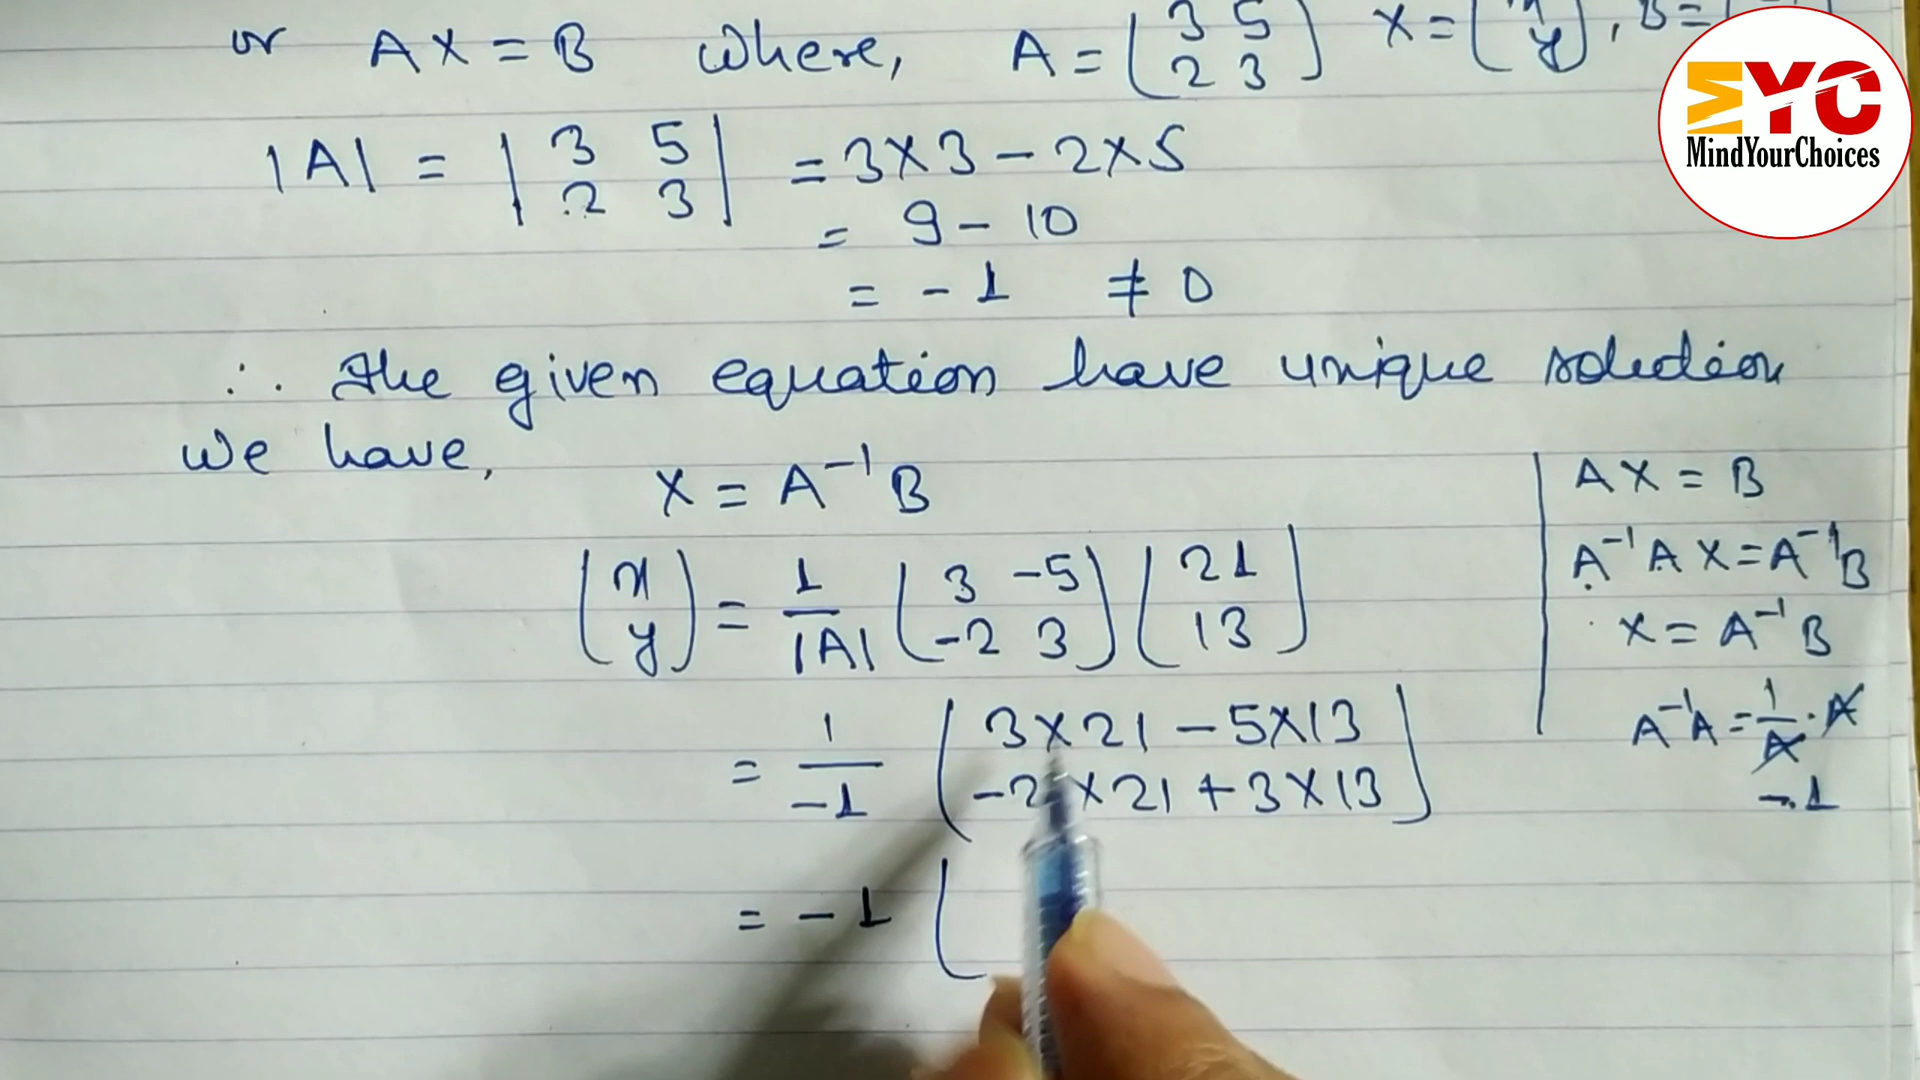 or AX = B where, A = (3 5 X = ( y ) , B =
2 3)
MYC
MindYourChoices
|A| = | 3 5 | = 3×3 - 2×5
2 3
= 9 - 10
= -1 ≠ 0
∴ The given equation have unique solution
We have,
X = A⁻¹B
(x = 1/|A| (3 -5) (21)
y) (-2 3) (13)
= 1/-1 (3×21 - 5×13
-2×21 + 3×13)
= -1 (
AX = B
A⁻¹AX = A⁻¹B
X = A⁻¹B
A⁻¹A = 1/A · A
= 1